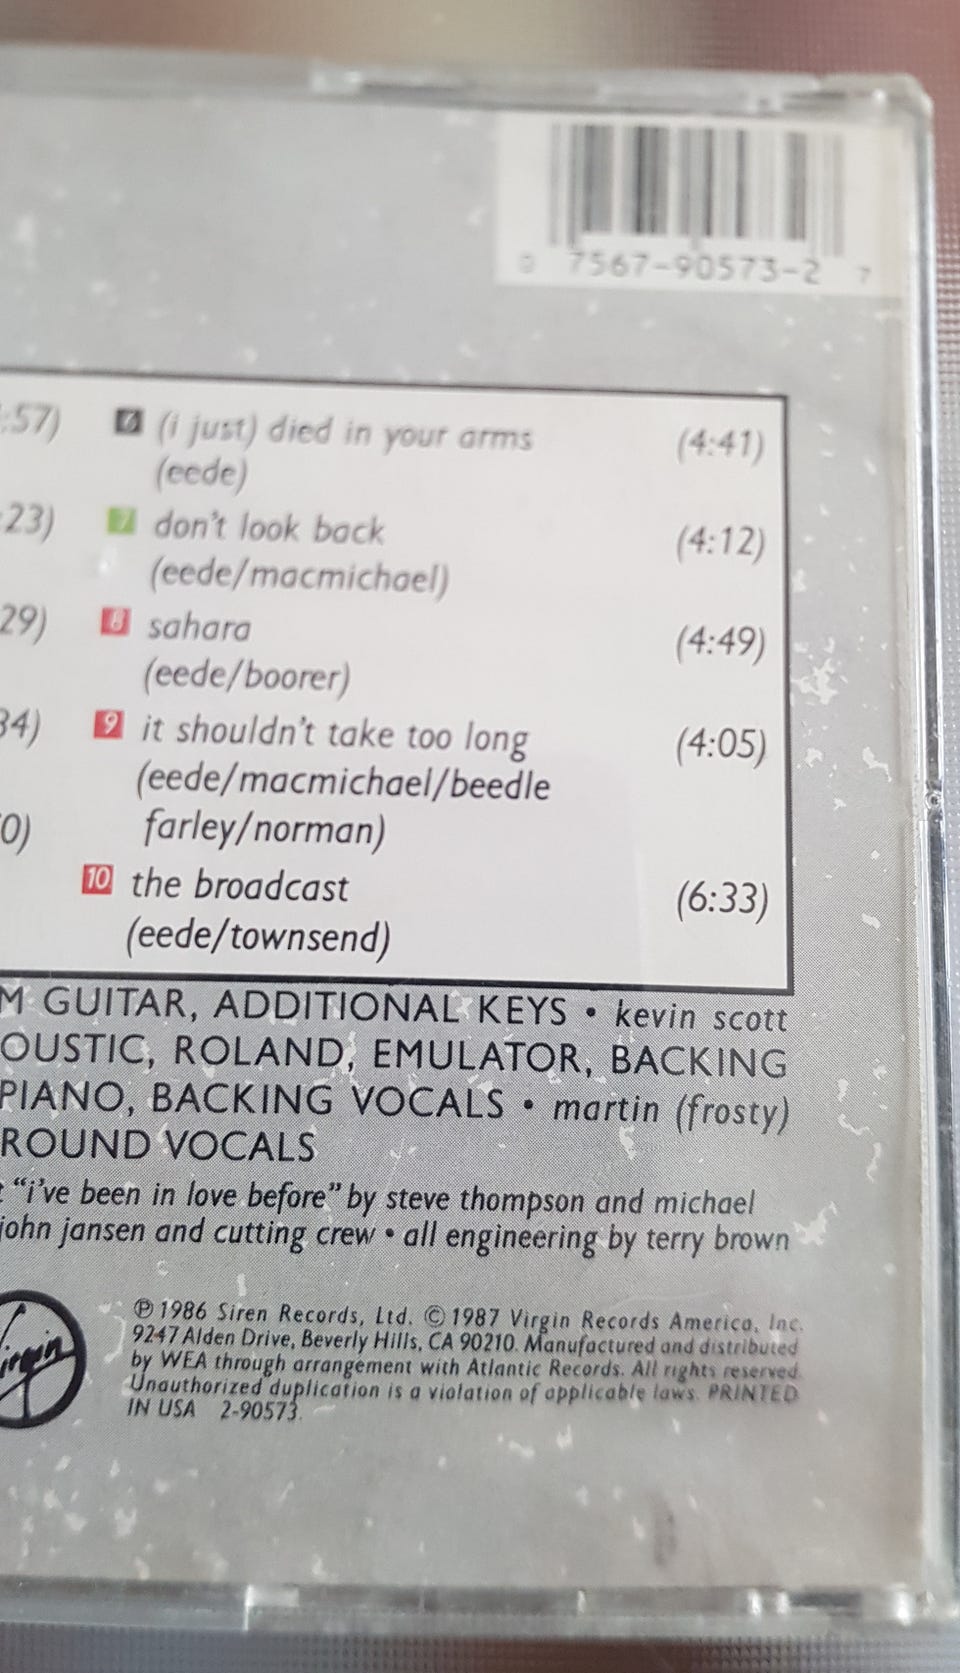 0 7567-90573-2 7
:57) 6 (i just) died in your arms (4:41)
(eede)
:23) 7 don't look back (4:12)
(eede/macmichael)
29) 8 sahara (4:49)
(eede/boorer)
34) 9 it shouldn't take too long (4:05)
(eede/macmichael/beedle
farley/norman)
0) 10 the broadcast (6:33)
(eede/townsend)
M GUITAR, ADDITIONAL KEYS • kevin scott
OUSTIC, ROLAND, EMULATOR, BACKING
PIANO, BACKING VOCALS • martin (frosty)
ROUND VOCALS
t "i've been in love before" by steve thompson and michael
john jansen and cutting crew • all engineering by terry brown
Virgin
℗ 1986 Siren Records, Ltd. © 1987 Virgin Records America, Inc.
9247 Alden Drive, Beverly Hills, CA 90210. Manufactured and distributed
by WEA through arrangement with Atlantic Records. All rights reserved.
Unauthorized duplication is a violation of applicable laws. PRINTED
IN USA 2-90573